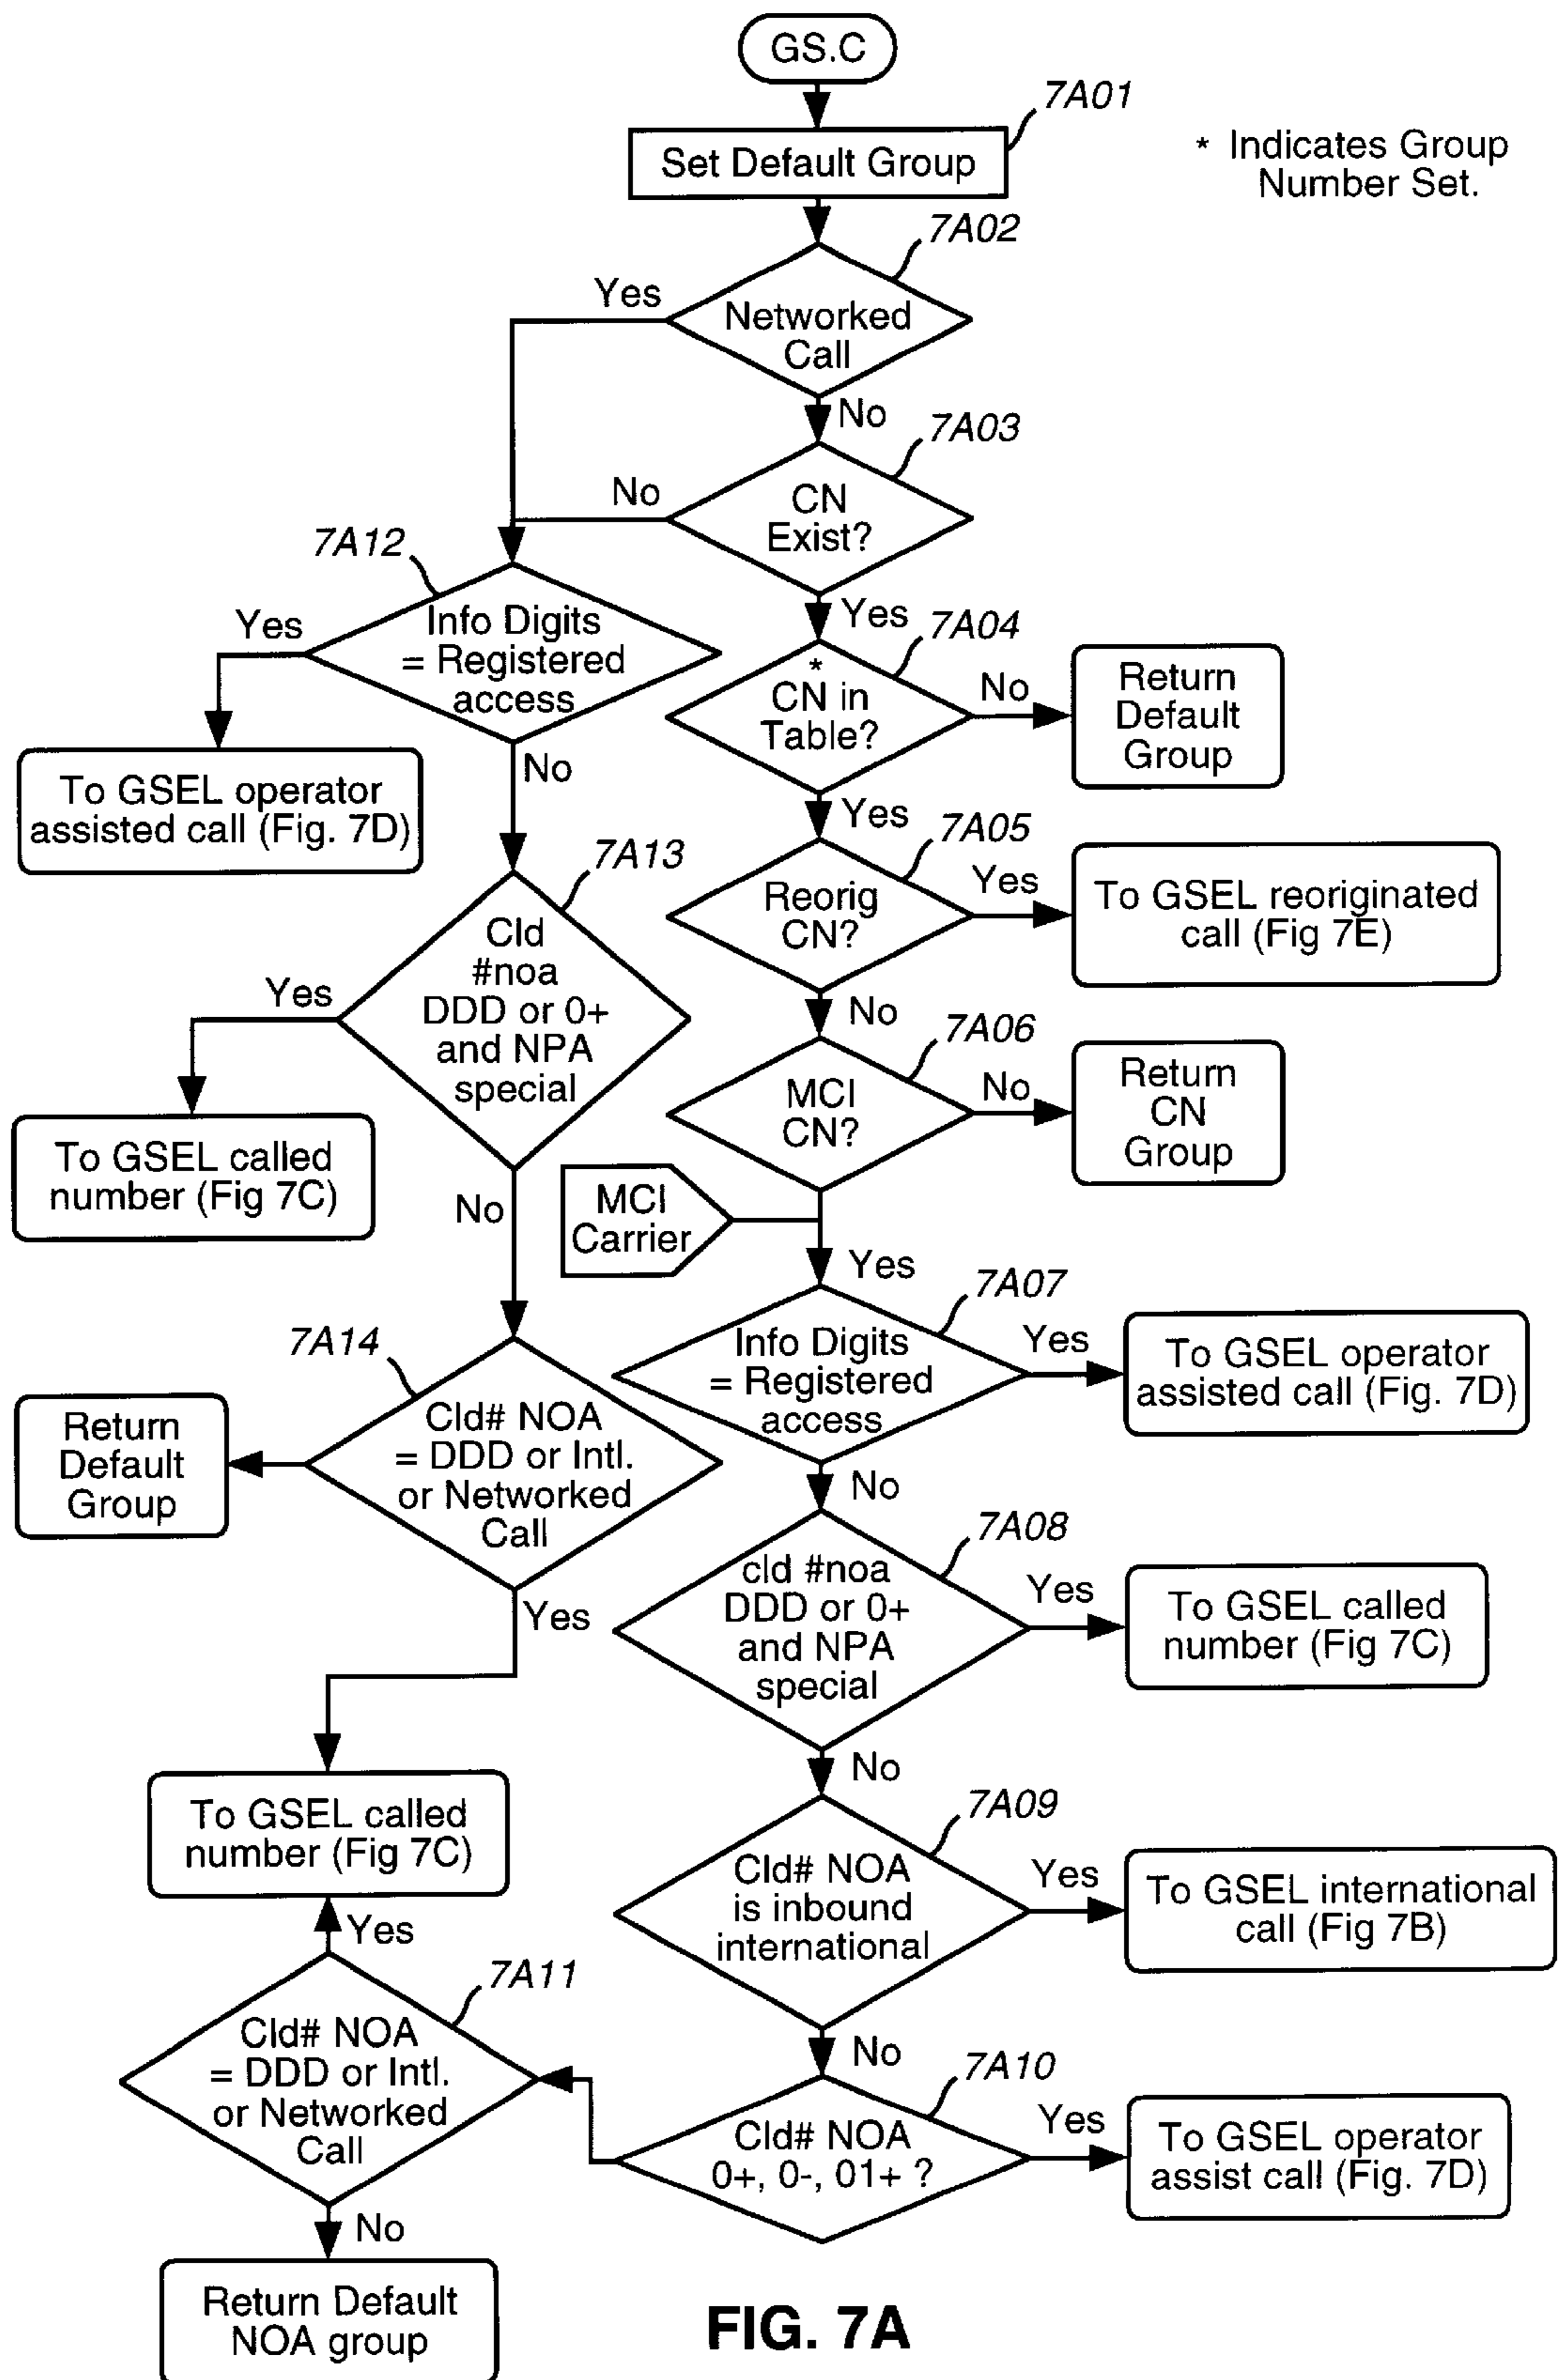 GS.C
7A01
Set Default Group
* Indicates Group
Number Set.
7A02
Yes
Networked
Call
No
7A03
No
CN
Exist?
7A12
Yes
Info Digits
= Registered
access
Yes
7A04
*
CN in
Table?
No
Return
Default
Group
To GSEL operator
assisted call (Fig. 7D)
No
Yes
7A05
Reorig
CN?
Yes
To GSEL reoriginated
call (Fig 7E)
7A13
Cld
#noa
DDD or 0+
and NPA
special
Yes
To GSEL called
number (Fig 7C)
No
No
7A06
MCI
CN?
No
Return
CN
Group
MCI
Carrier
Yes
7A07
Info Digits
= Registered
access
Yes
To GSEL operator
assisted call (Fig. 7D)
7A14
Return
Default
Group
Cld# NOA
= DDD or Intl.
or Networked
Call
Yes
No
7A08
cld #noa
DDD or 0+
and NPA
special
Yes
To GSEL called
number (Fig 7C)
To GSEL called
number (Fig 7C)
No
7A09
Cld# NOA
is inbound
international
Yes
To GSEL international
call (Fig 7B)
Yes
7A11
Cld# NOA
= DDD or Intl.
or Networked
Call
No
7A10
Cld# NOA
0+, 0-, 01+ ?
Yes
To GSEL operator
assist call (Fig. 7D)
No
Return Default
NOA group
FIG. 7A